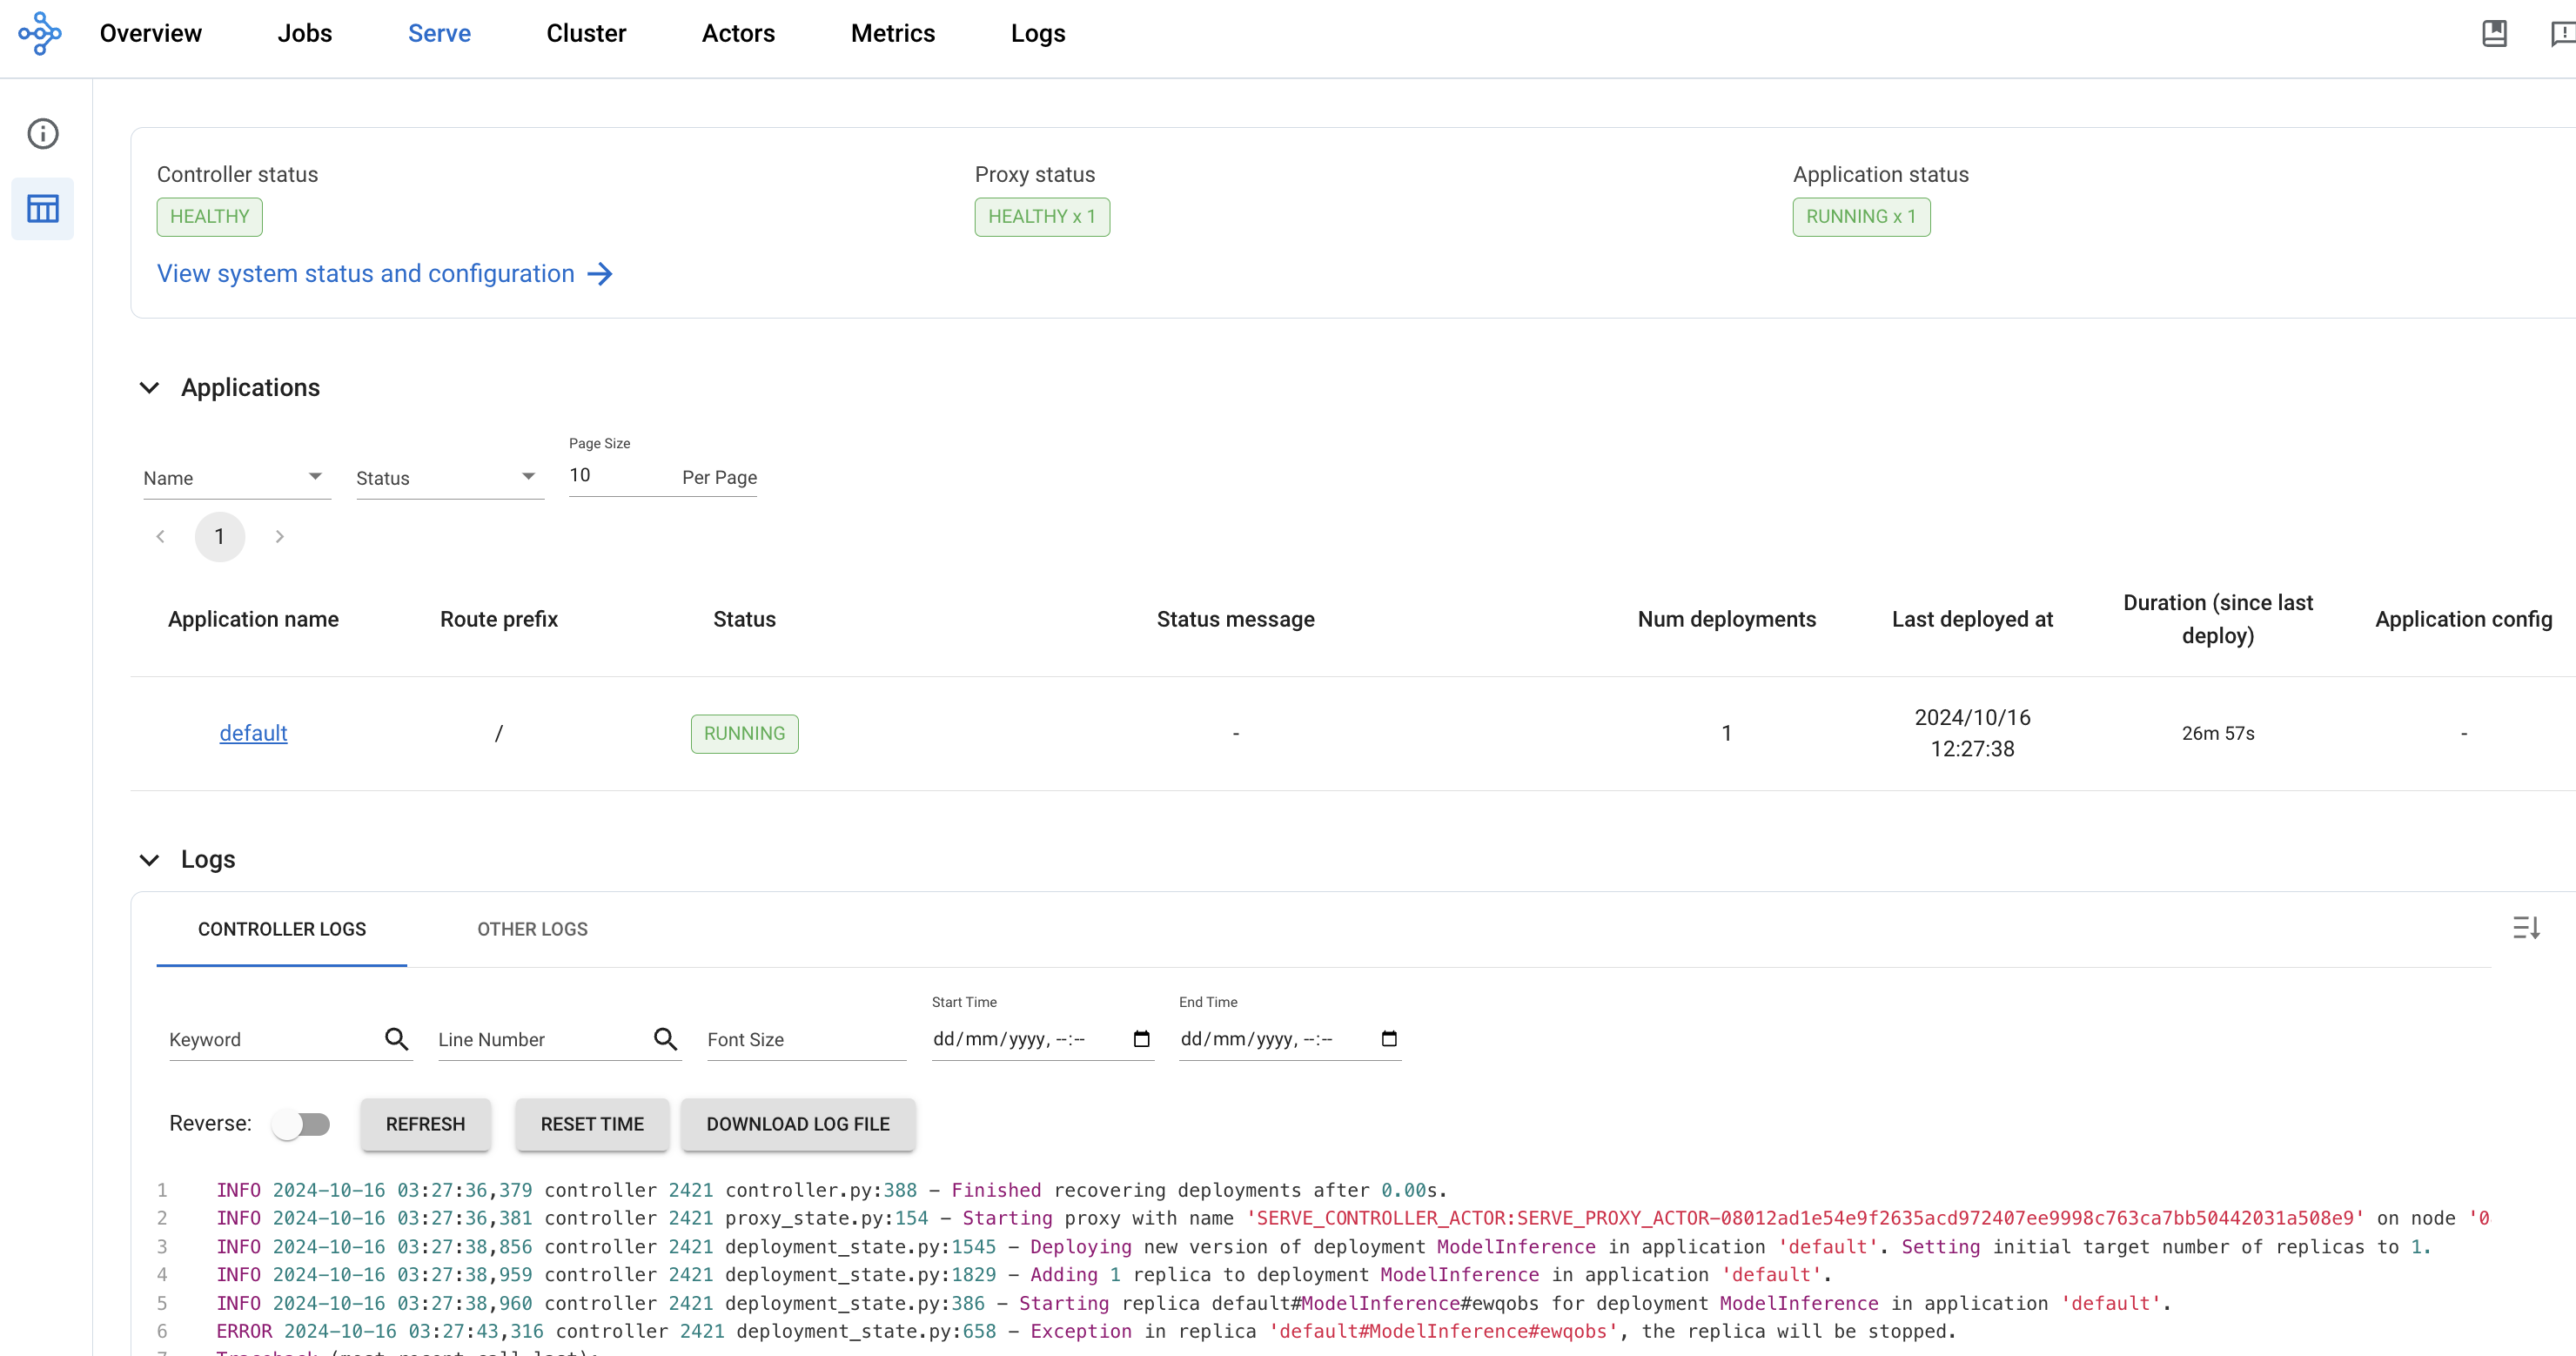 Overview Jobs Serve Cluster Actors Metrics Logs
Controller status Proxy status Application status
HEALTHY HEALTHY x 1 RUNNING x 1
View system status and configuration
Applications
Page Size
Name Status 10 Per Page
1
Application name Route prefix Status Status message Num deployments Last deployed at Duration (since last deploy) Application config
default / RUNNING - 1 2024/10/16 12:27:38 26m 57s -
Logs
CONTROLLER LOGS OTHER LOGS
Start Time End Time
Keyword Line Number Font Size dd/mm/yyyy, --:-- dd/mm/yyyy, --:--
Reverse: REFRESH RESET TIME DOWNLOAD LOG FILE
1 INFO 2024-10-16 03:27:36,379 controller 2421 controller.py:388 - Finished recovering deployments after 0.00s.
2 INFO 2024-10-16 03:27:36,381 controller 2421 proxy_state.py:154 - Starting proxy with name 'SERVE_CONTROLLER_ACTOR:SERVE_PROXY_ACTOR-08012ad1e54e9f2635acd972407ee9998c763ca7bb50442031a508e9' on node '0
3 INFO 2024-10-16 03:27:38,856 controller 2421 deployment_state.py:1545 - Deploying new version of deployment ModelInference in application 'default'. Setting initial target number of replicas to 1.
4 INFO 2024-10-16 03:27:38,959 controller 2421 deployment_state.py:1829 - Adding 1 replica to deployment ModelInference in application 'default'.
5 INFO 2024-10-16 03:27:38,960 controller 2421 deployment_state.py:386 - Starting replica default#ModelInference#ewqobs for deployment ModelInference in application 'default'.
6 ERROR 2024-10-16 03:27:43,316 controller 2421 deployment_state.py:658 - Exception in replica 'default#ModelInference#ewqobs', the replica will be stopped.
7 Traceback (most recent call last):